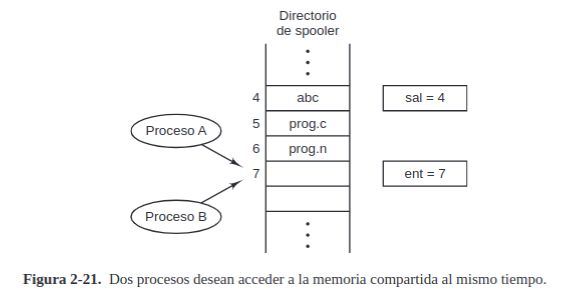 Directorio
de spooler
4 abc sal = 4
5 prog.c
Proceso A
6 prog.n
7 ent = 7
Proceso B
Figura 2-21. Dos procesos desean acceder a la memoria compartida al mismo tiempo.